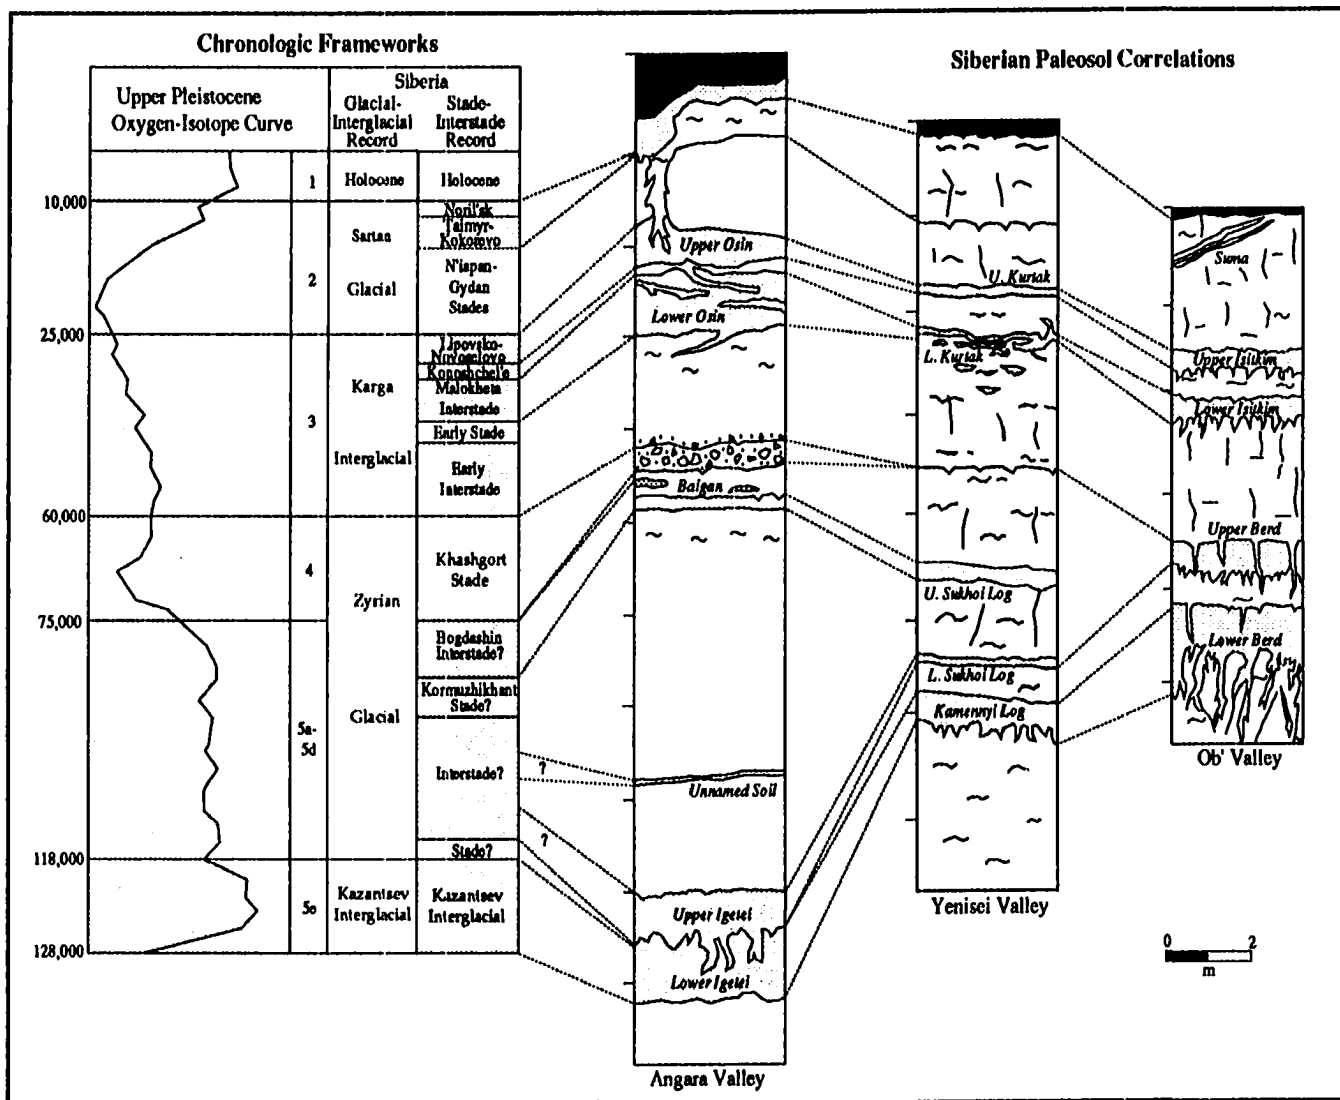 Chronologic Frameworks
Siberian Paleosol Correlations
Upper Pleistocene
Oxygen-Isotope Curve
Siberia
Glacial-
Interglacial
Record
Stade-
Interstade
Record
1
Holocene
Holocene
10,000
Noril'sk
Sartan
Taimyr-
Kokorevo
2
Glacial
N'iapan-
Gydan
Stades
25,000
Lipovsko-
Novoselovo
Konoshchel'e
Karga
Malokheta
Interstade
3
Early Stade
Interglacial
Early
Interstade
60,000
4
Khashgort
Stade
Zyrian
75,000
Bogdashin
Interstade?
Kormuzhikhant
Stade?
Glacial
5a-
5d
Interstade?
118,000
Stade?
5e
Kazantsev
Interglacial
Kazantsev
Interglacial
128,000
?
?
Upper Osin
Lower Osin
Baigan
Unnamed Soil
Upper Igetei
Lower Igetei
Angara Valley
U. Kurtak
L. Kurtak
U. Sukhoi Log
L. Sukhoi Log
Kamennyi Log
Yenisei Valley
Suma
Upper Isitkim
Lower Isitkim
Upper Berd
Lower Berd
Ob' Valley
0 2
m